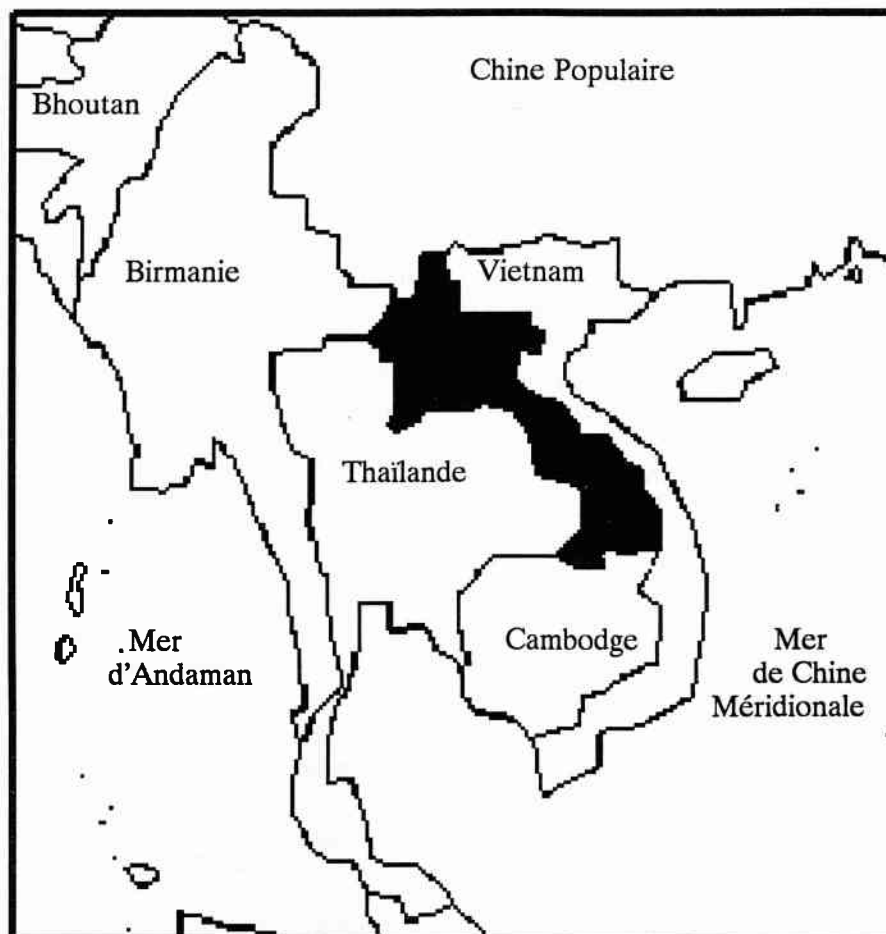 Chine Populaire
Bhoutan
Birmanie
Vietnam
Thaïlande
Cambodge
Mer
d'Andaman
Mer
de Chine
Méridionale